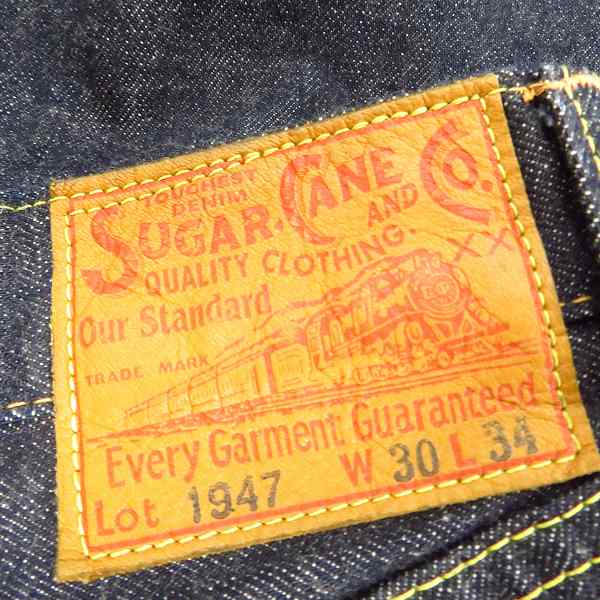 TOUGHEST
DENIM
SUGAR CANE AND CO.
QUALITY CLOTHING. XX
Our Standard
TRADE MARK
Every Garment Guaranteed
Lot 1947 W 30 L 34